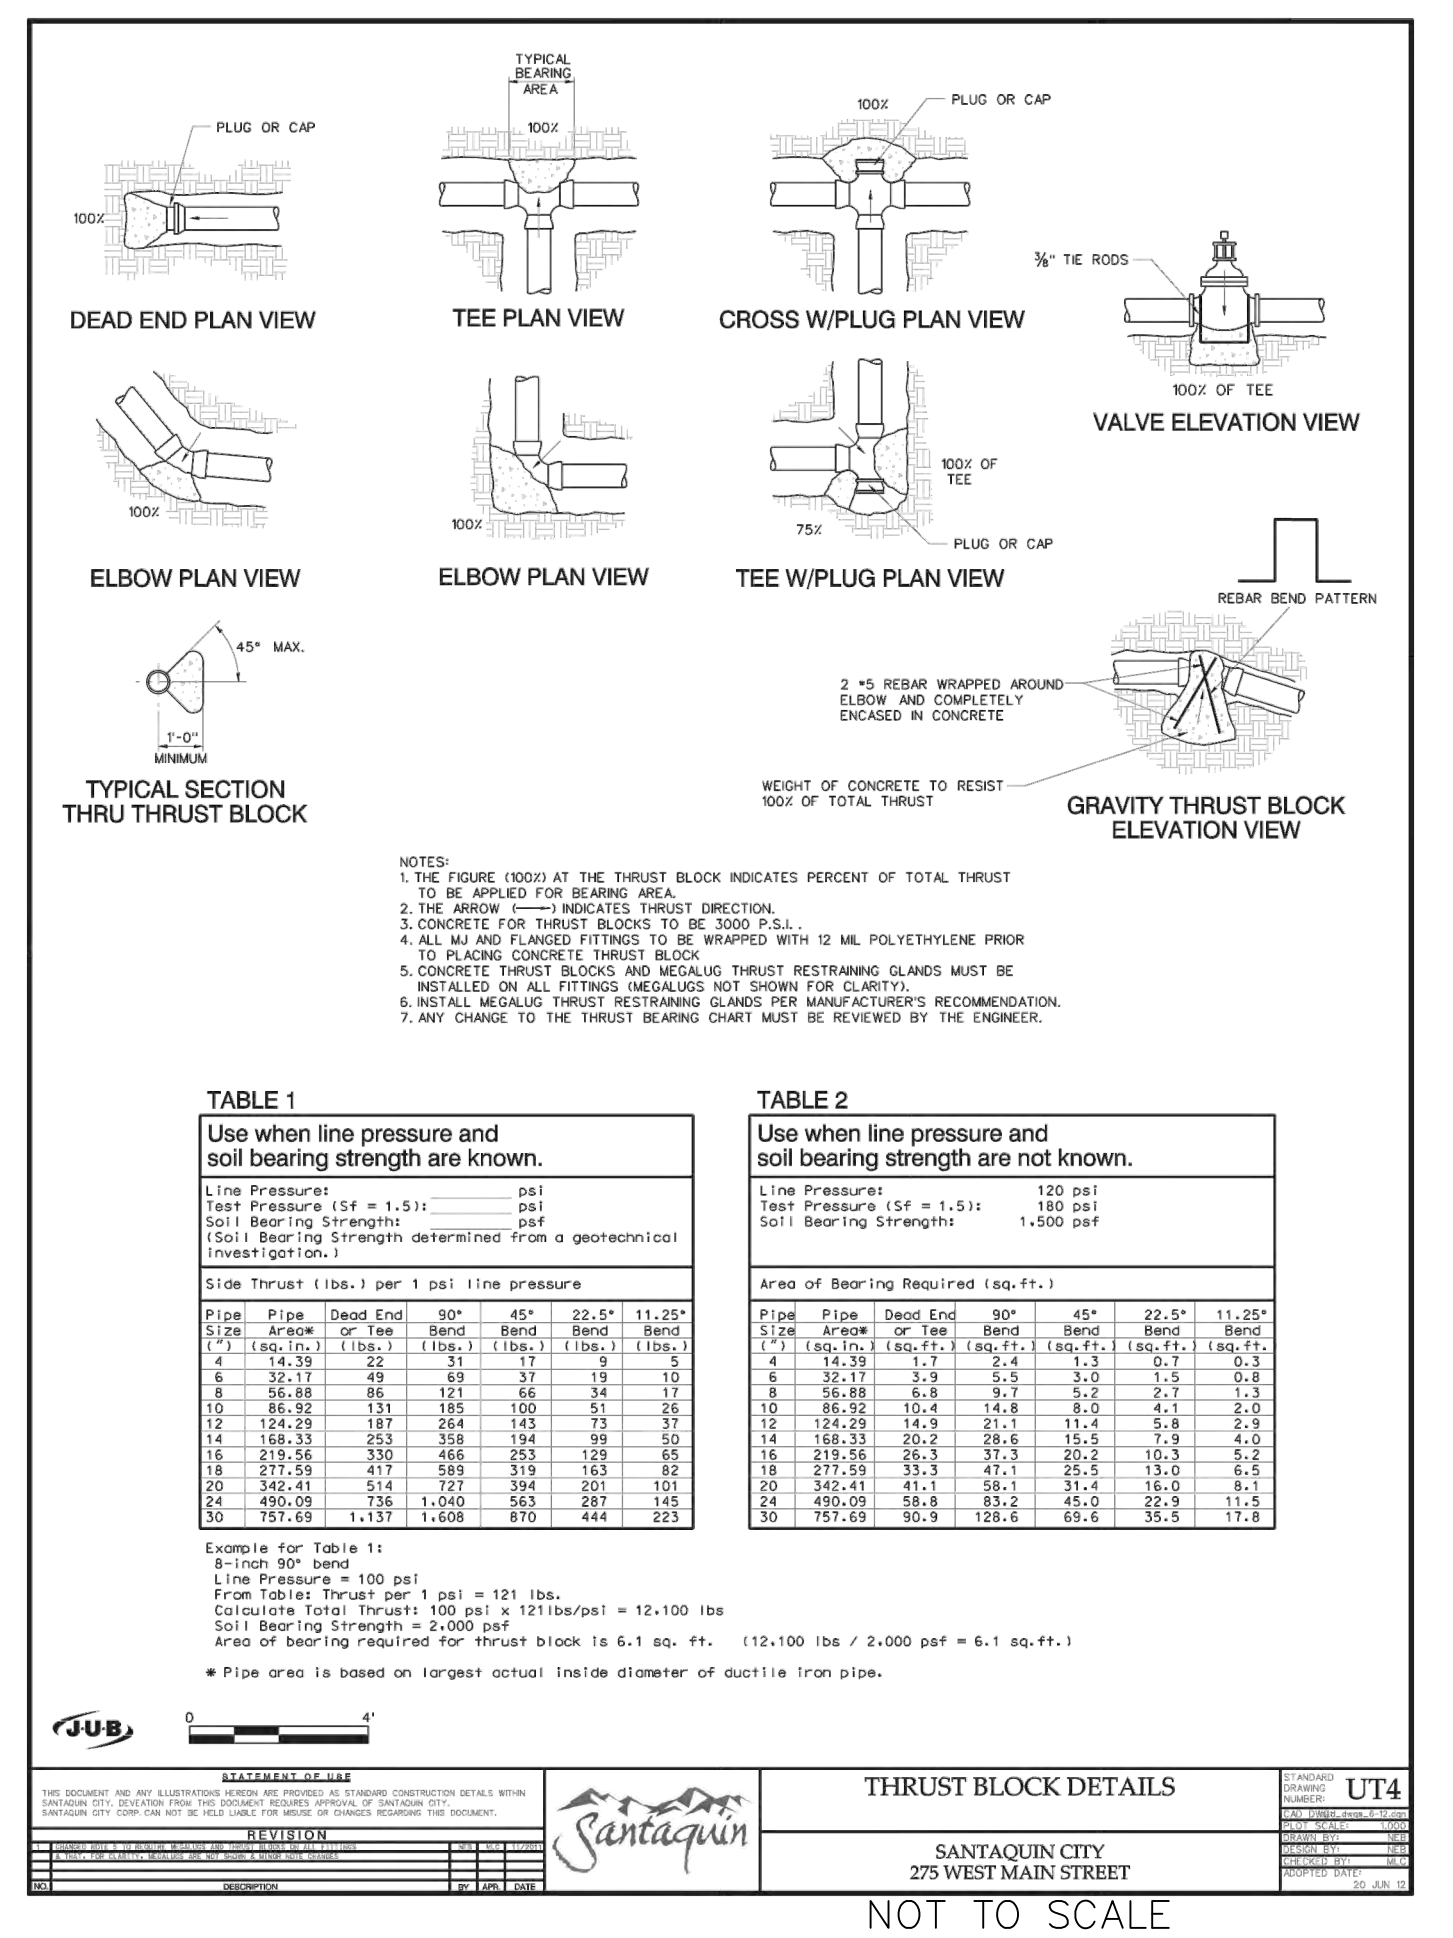 TYPICAL
BEARING
AREA
100%
100%
PLUG OR CAP
PLUG OR CAP
100%
3/8" TIE RODS
DEAD END PLAN VIEW
TEE PLAN VIEW
CROSS W/PLUG PLAN VIEW
100% OF TEE
VALVE ELEVATION VIEW
100%
100%
100% OF
TEE
75%
PLUG OR CAP
ELBOW PLAN VIEW
ELBOW PLAN VIEW
TEE W/PLUG PLAN VIEW
REBAR BEND PATTERN
45° MAX.
1'-0"
MINIMUM
TYPICAL SECTION
THRU THRUST BLOCK
2 #5 REBAR WRAPPED AROUND
ELBOW AND COMPLETELY
ENCASED IN CONCRETE
WEIGHT OF CONCRETE TO RESIST
100% OF TOTAL THRUST
GRAVITY THRUST BLOCK
ELEVATION VIEW
NOTES:
1. THE FIGURE (100%) AT THE THRUST BLOCK INDICATES PERCENT OF TOTAL THRUST
TO BE APPLIED FOR BEARING AREA.
2. THE ARROW (——) INDICATES THRUST DIRECTION.
3. CONCRETE FOR THRUST BLOCKS TO BE 3000 P.S.I. .
4. ALL MJ AND FLANGED FITTINGS TO BE WRAPPED WITH 12 MIL POLYETHYLENE PRIOR
TO PLACING CONCRETE THRUST BLOCK
5. CONCRETE THRUST BLOCKS AND MEGALUG THRUST RESTRAINING GLANDS MUST BE
INSTALLED ON ALL FITTINGS (MEGALUGS NOT SHOWN FOR CLARITY).
6. INSTALL MEGALUG THRUST RESTRAINING GLANDS PER MANUFACTURER'S RECOMMENDATION.
7. ANY CHANGE TO THE THRUST BEARING CHART MUST BE REVIEWED BY THE ENGINEER.
TABLE 1
Use when line pressure and
soil bearing strength are known.
Line Pressure: ________ psi
Test Pressure (Sf = 1.5): ________ psi
Soil Bearing Strength: ________ psf
(Soil Bearing Strength determined from a geotechnical
investigation.)
Side Thrust (lbs.) per 1 psi line pressure
Pipe Pipe Dead End 90° 45° 22.5° 11.25°
Size Area* or Tee Bend Bend Bend Bend
(") (sq.in.) (lbs.) (lbs.) (lbs.) (lbs.) (lbs.)
4 14.39 22 31 17 9 5
6 32.17 49 69 37 19 10
8 56.88 86 121 66 34 17
10 86.92 131 185 100 51 26
12 124.29 187 264 143 73 37
14 168.33 253 358 194 99 50
16 219.56 330 466 253 129 65
18 277.59 417 589 319 163 82
20 342.41 514 727 394 201 101
24 490.09 736 1,040 563 287 145
30 757.69 1,137 1,608 870 444 223
TABLE 2
Use when line pressure and
soil bearing strength are not known.
Line Pressure: 120 psi
Test Pressure (Sf = 1.5): 180 psi
Soil Bearing Strength: 1,500 psf
Area of Bearing Required (sq.ft.)
Pipe Pipe Dead End 90° 45° 22.5° 11.25°
Size Area* or Tee Bend Bend Bend Bend
(") (sq.in.) (sq.ft.) (sq.ft.) (sq.ft.) (sq.ft.) (sq.ft.
4 14.39 1.7 2.4 1.3 0.7 0.3
6 32.17 3.9 5.5 3.0 1.5 0.8
8 56.88 6.8 9.7 5.2 2.7 1.3
10 86.92 10.4 14.8 8.0 4.1 2.0
12 124.29 14.9 21.1 11.4 5.8 2.9
14 168.33 20.2 28.6 15.5 7.9 4.0
16 219.56 26.3 37.3 20.2 10.3 5.2
18 277.59 33.3 47.1 25.5 13.0 6.5
20 342.41 41.1 58.1 31.4 16.0 8.1
24 490.09 58.8 83.2 45.0 22.9 11.5
30 757.69 90.9 128.6 69.6 35.5 17.8
Example for Table 1:
8-inch 90° bend
Line Pressure = 100 psi
From Table: Thrust per 1 psi = 121 lbs.
Calculate Total Thrust: 100 psi x 121lbs/psi = 12,100 lbs
Soil Bearing Strength = 2,000 psf
Area of bearing required for thrust block is 6.1 sq. ft. (12,100 lbs / 2,000 psf = 6.1 sq.ft.)
* Pipe area is based on largest actual inside diameter of ductile iron pipe.
J-U-B
0 4'
STATEMENT OF USE
THIS DOCUMENT AND ANY ILLUSTRATIONS HEREON ARE PROVIDED AS STANDARD CONSTRUCTION DETAILS WITHIN
SANTAQUIN CITY. DEVEATION FROM THIS DOCUMENT REQUIRES APPROVAL OF SANTAQUIN CITY.
SANTAQUIN CITY CORP. CAN NOT BE HELD LIABLE FOR MISUSE OR CHANGES REGARDING THIS DOCUMENT.
REVISION
1 CHANGED NOTE 5 TO REQUIRE MEGALUGS AND THRUST BLOCKS ON ALL FITTINGS NEB MLC 11/2011
& THAT, FOR CLARITY, MEGALUGS ARE NOT SHOWN & MINOR NOTE CHANGES
NO. DESCRIPTION BY APR. DATE
Santaquin
THRUST BLOCK DETAILS
SANTAQUIN CITY
275 WEST MAIN STREET
STANDARD
DRAWING
NUMBER: UT4
PLOT SCALE: 1.000
DRAWN BY: NEB
DESIGN BY: NEB
CHECKED BY: MLC
ADOPTED DATE:
20 JUN 12
NOT TO SCALE